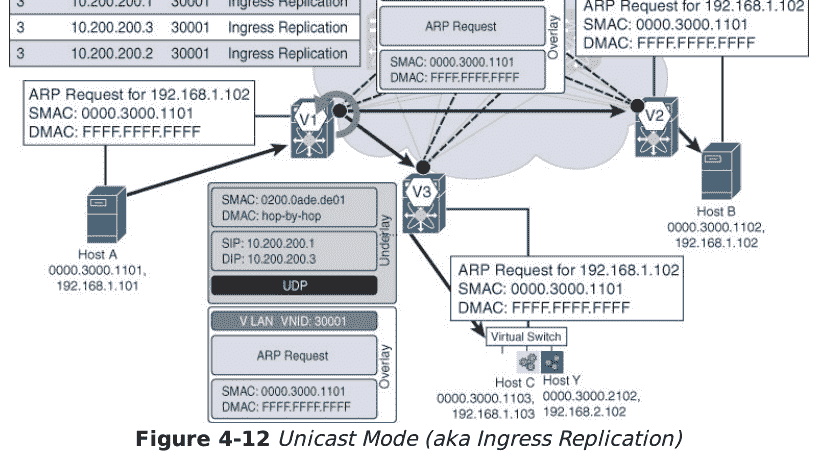 3 10.200.200.1 30001 Ingress Replication
3 10.200.200.3 30001 Ingress Replication
3 10.200.200.2 30001 Ingress Replication
ARP Request
SMAC: 0000.3000.1101
DMAC: FFFF.FFFF.FFFF
Overlay
ARP Request for 192.168.1.102
SMAC: 0000.3000.1101
DMAC: FFFF.FFFF.FFFF
ARP Request for 192.168.1.102
SMAC: 0000.3000.1101
DMAC: FFFF.FFFF.FFFF
V1
V2
V3
Host A
0000.3000.1101,
192.168.1.101
Host B
0000.3000.1102,
192.168.1.102
SMAC: 0200.0ade.de01
DMAC: hop-by-hop
SIP: 10.200.200.1
DIP: 10.200.200.3
UDP
Underlay
VLAN VNID: 30001
ARP Request
SMAC: 0000.3000.1101
DMAC: FFFF.FFFF.FFFF
Overlay
ARP Request for 192.168.1.102
SMAC: 0000.3000.1101
DMAC: FFFF.FFFF.FFFF
Virtual Switch
Host C
0000.3000.1103,
192.168.1.103
Host Y
0000.3000.2102,
192.168.2.102
Figure 4-12 Unicast Mode (aka Ingress Replication)